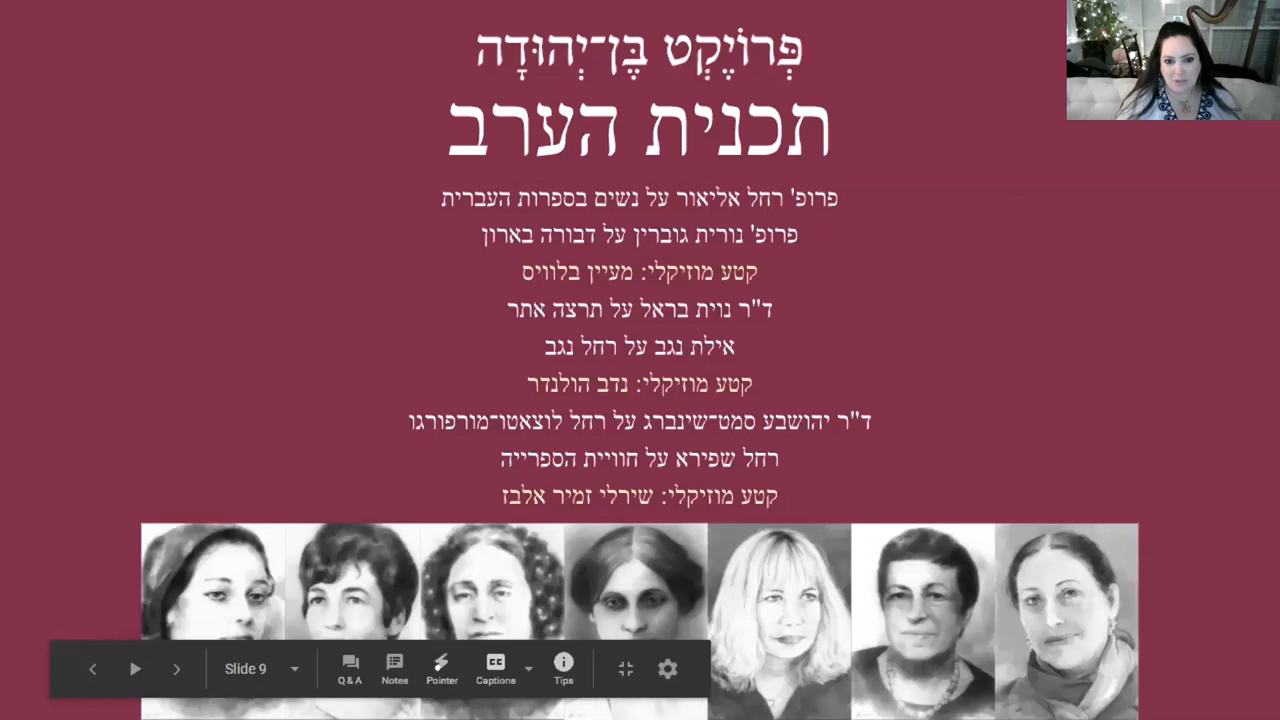 פְּרוֹיֶקְט בֶּן־יְהוּדָה
תכנית הערב
פרופ' רחל אליאור על נשים בספרות העברית
פרופ' נורית גוברין על דבורה בארון
קטע מוזיקלי: מעיין בלוויס
ד"ר נוית בראל על תרצה אתר
אילת נגב על רחל נגב
קטע מוזיקלי: נדב הולנדר
ד"ר יהושבע סמט־שינברג על רחל לוצאטו־מורפורגו
רחל שפירא על חוויית הספרייה
קטע מוזיקלי: שירלי זמיר אלבז
Slide 9
Q & A Notes Pointer Captions Tips